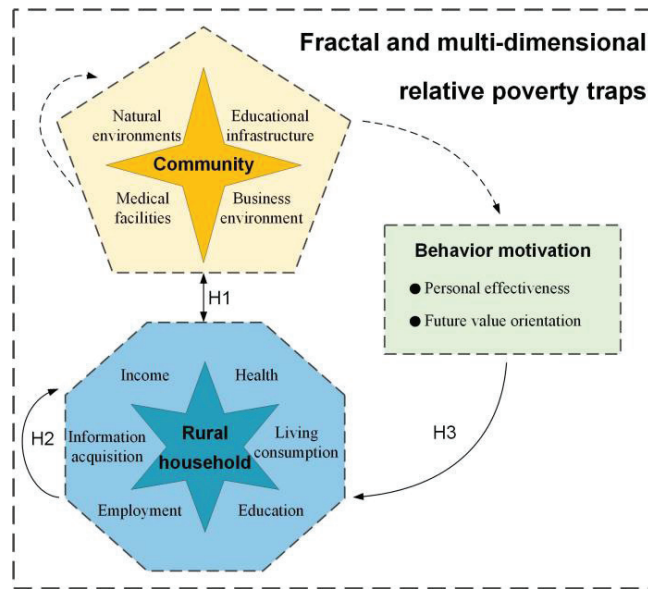 Fractal and multi-dimensional
relative poverty traps
Natural
environments
Educational
infrastructure
Community
Medical
facilities
Business
environment
Behavior motivation
● Personal effectiveness
● Future value orientation
H1
Income
Health
H2
Information
acquisition
Rural
household
Living
consumption
H3
Employment
Education